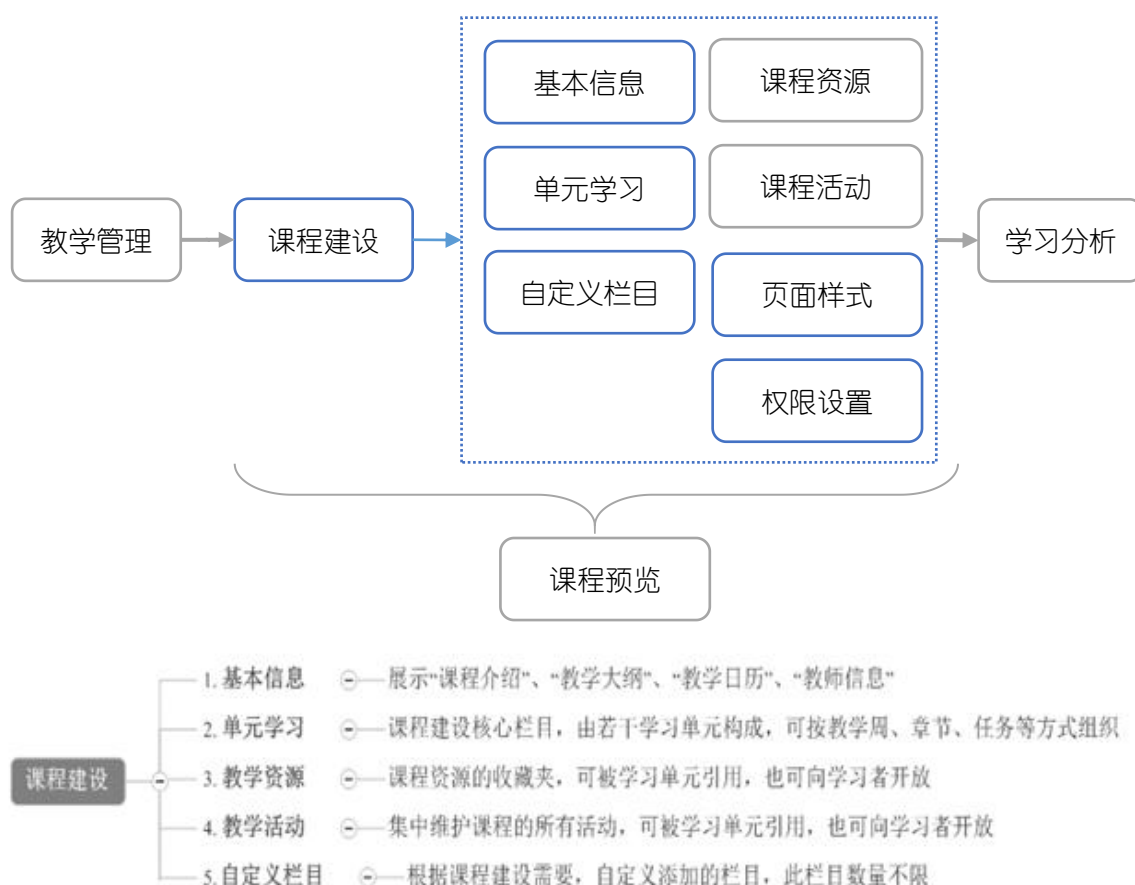 基本信息
课程资源
单元学习
课程活动
教学管理
课程建设
自定义栏目
页面样式
学习分析
权限设置
课程预览
课程建设
1. 基本信息 展示“课程介绍”、“教学大纲”、“教学日历”、“教师信息”
2. 单元学习 课程建设核心栏目，由若干学习单元构成，可按教学周、章节、任务等方式组织
3. 教学资源 课程资源的收藏夹，可被学习单元引用，也可向学习者开放
4. 教学活动 集中维护课程的所有活动，可被学习单元引用，也可向学习者开放
5. 自定义栏目 根据课程建设需要，自定义添加的栏目，此栏目数量不限